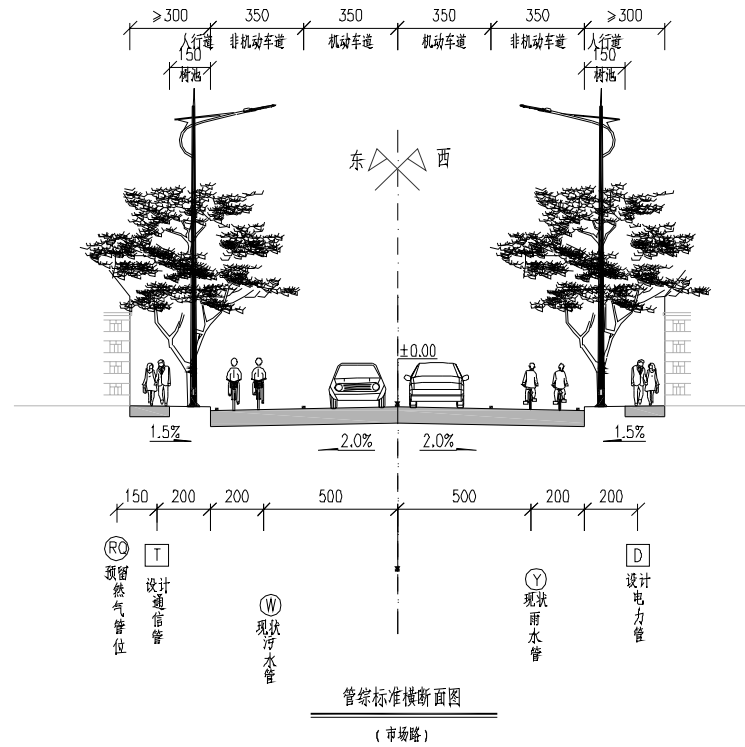 ≥300 350 350 350 350 ≥300
人行道 非机动车道 机动车道 机动车道 非机动车道 人行道
150 150
树池 树池
东 西
±0.00
1.5% 2.0% 2.0% 1.5%
150 200 200 500 500 200 200
RQ T W Y D
预留然气管位
设计通信管
现状污水管
现状雨水管
设计电力管
管综标准横断面图
(市场路)